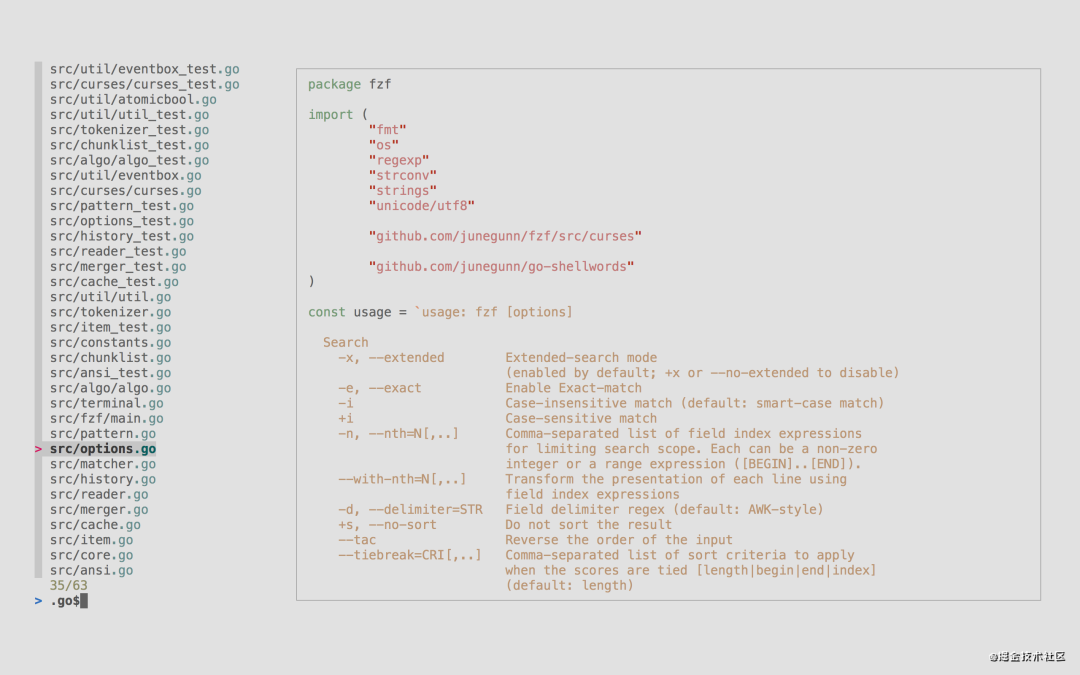 src/util/eventbox_test.go
src/curses/curses_test.go
src/util/atomicbool.go
src/util/util_test.go
src/tokenizer_test.go
src/chunklist_test.go
src/algo/algo_test.go
src/util/eventbox.go
src/curses/curses.go
src/pattern_test.go
src/options_test.go
src/history_test.go
src/reader_test.go
src/merger_test.go
src/cache_test.go
src/util/util.go
src/tokenizer.go
src/item_test.go
src/constants.go
src/chunklist.go
src/ansi_test.go
src/algo/algo.go
src/terminal.go
src/fzf/main.go
src/pattern.go
> src/options.go
src/matcher.go
src/history.go
src/reader.go
src/merger.go
src/cache.go
src/item.go
src/core.go
src/ansi.go
35/63
> .go$
package fzf
import (
"fmt"
"os"
"regexp"
"strconv"
"strings"
"unicode/utf8"
"github.com/junegunn/fzf/src/curses"
"github.com/junegunn/go-shellwords"
)
const usage = `usage: fzf [options]
Search
-x, --extended Extended-search mode
(enabled by default; +x or --no-extended to disable)
-e, --exact Enable Exact-match
-i Case-insensitive match (default: smart-case match)
+i Case-sensitive match
-n, --nth=N[,..] Comma-separated list of field index expressions
for limiting search scope. Each can be a non-zero
integer or a range expression ([BEGIN]..[END]).
--with-nth=N[,..] Transform the presentation of each line using
field index expressions
-d, --delimiter=STR Field delimiter regex (default: AWK-style)
+s, --no-sort Do not sort the result
--tac Reverse the order of the input
--tiebreak=CRI[,..] Comma-separated list of sort criteria to apply
when the scores are tied [length|begin|end|index]
(default: length)
@掘金技术社区